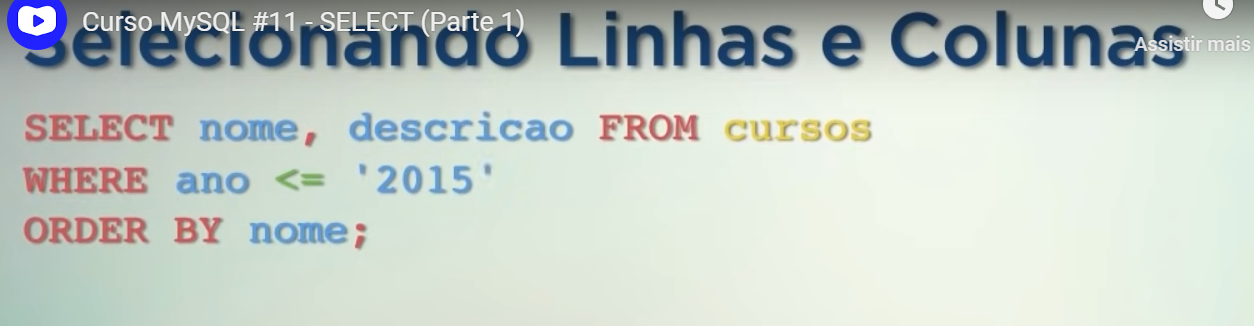 Curso MySQL #11 - SELECT (Parte 1)
Selecionando Linhas e Colunas
Assistir mais
SELECT nome, descricao FROM cursos
WHERE ano <= '2015'
ORDER BY nome;